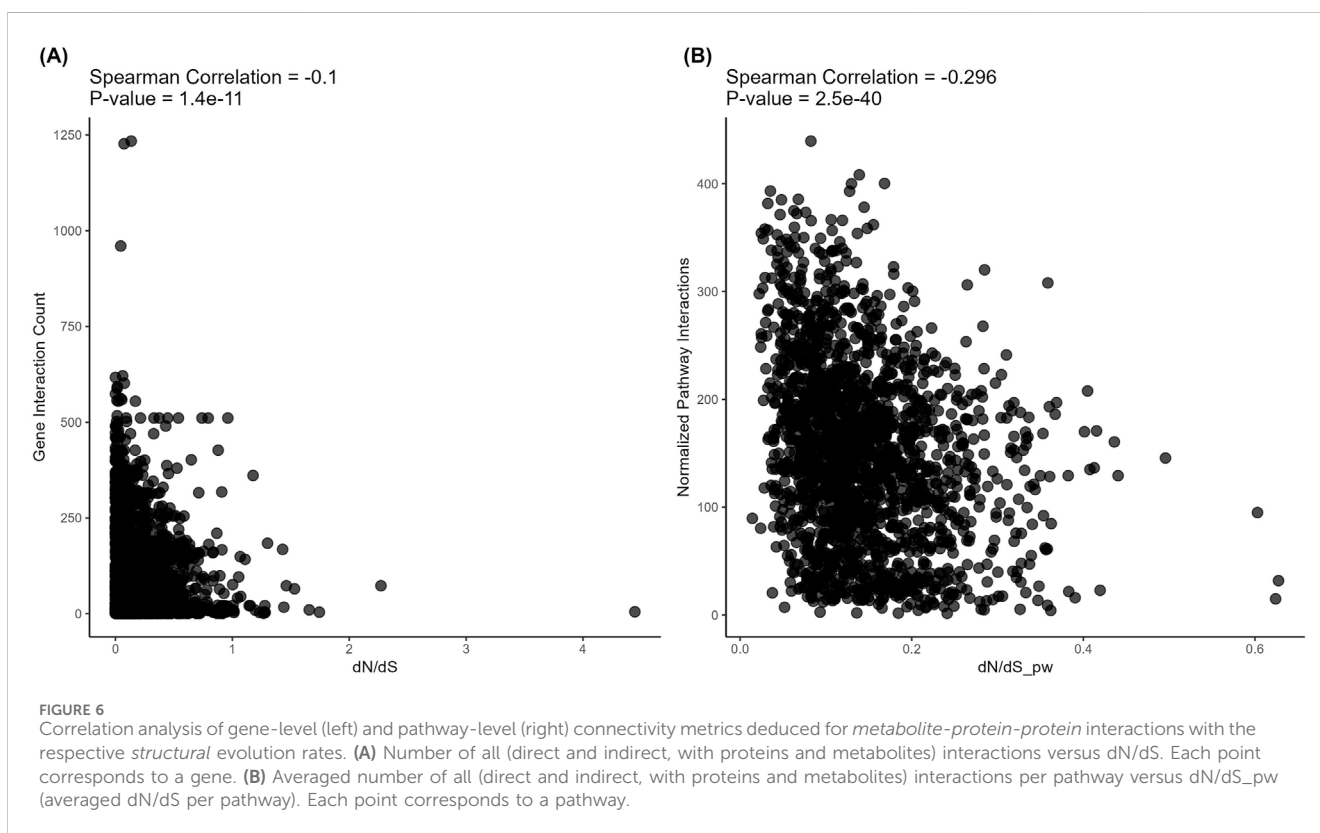 (A)
Spearman Correlation = -0.1
P-value = 1.4e-11
1250
1000
750
500
250
0
Gene Interaction Count
0 1 2 3 4
dN/dS
(B)
Spearman Correlation = -0.296
P-value = 2.5e-40
400
300
200
100
0
Normalized Pathway Interactions
0.0 0.2 0.4 0.6
dN/dS_pw
FIGURE 6
Correlation analysis of gene-level (left) and pathway-level (right) connectivity metrics deduced for metabolite-protein-protein interactions with the
respective structural evolution rates. (A) Number of all (direct and indirect, with proteins and metabolites) interactions versus dN/dS. Each point
corresponds to a gene. (B) Averaged number of all (direct and indirect, with proteins and metabolites) interactions per pathway versus dN/dS_pw
(averaged dN/dS per pathway). Each point corresponds to a pathway.